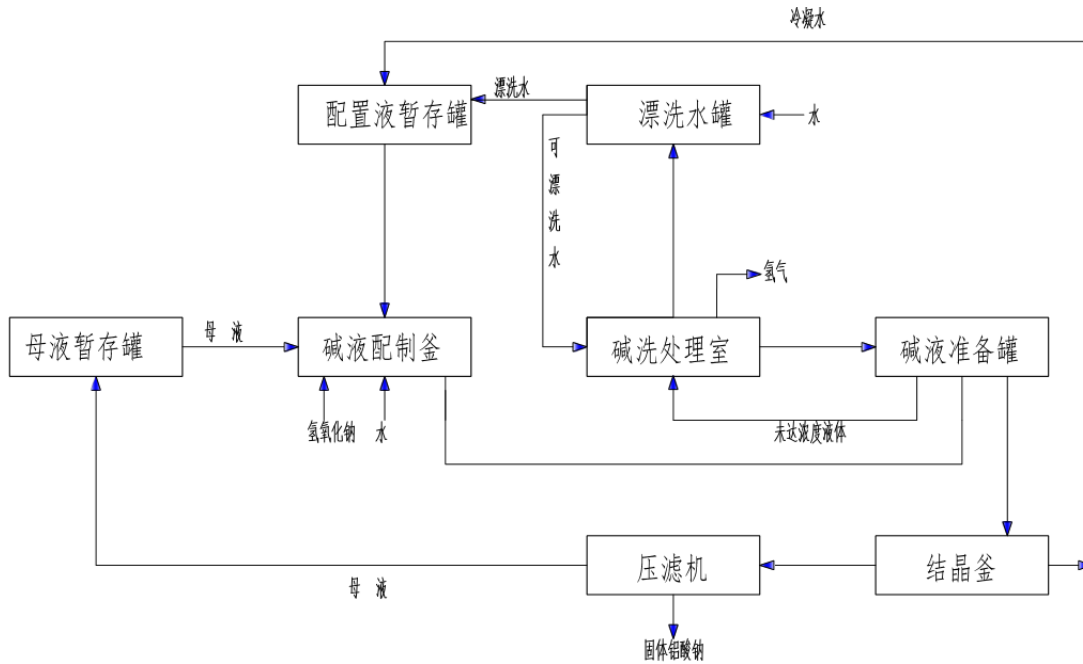 冷凝水
漂洗水
配置液暂存罐
漂洗水罐
水
可漂洗水
氢气
母液暂存罐
母 液
碱液配制釜
碱洗处理室
碱液准备罐
氢氧化钠
水
未达浓度液体
压滤机
结晶釜
母 液
固体铝酸钠